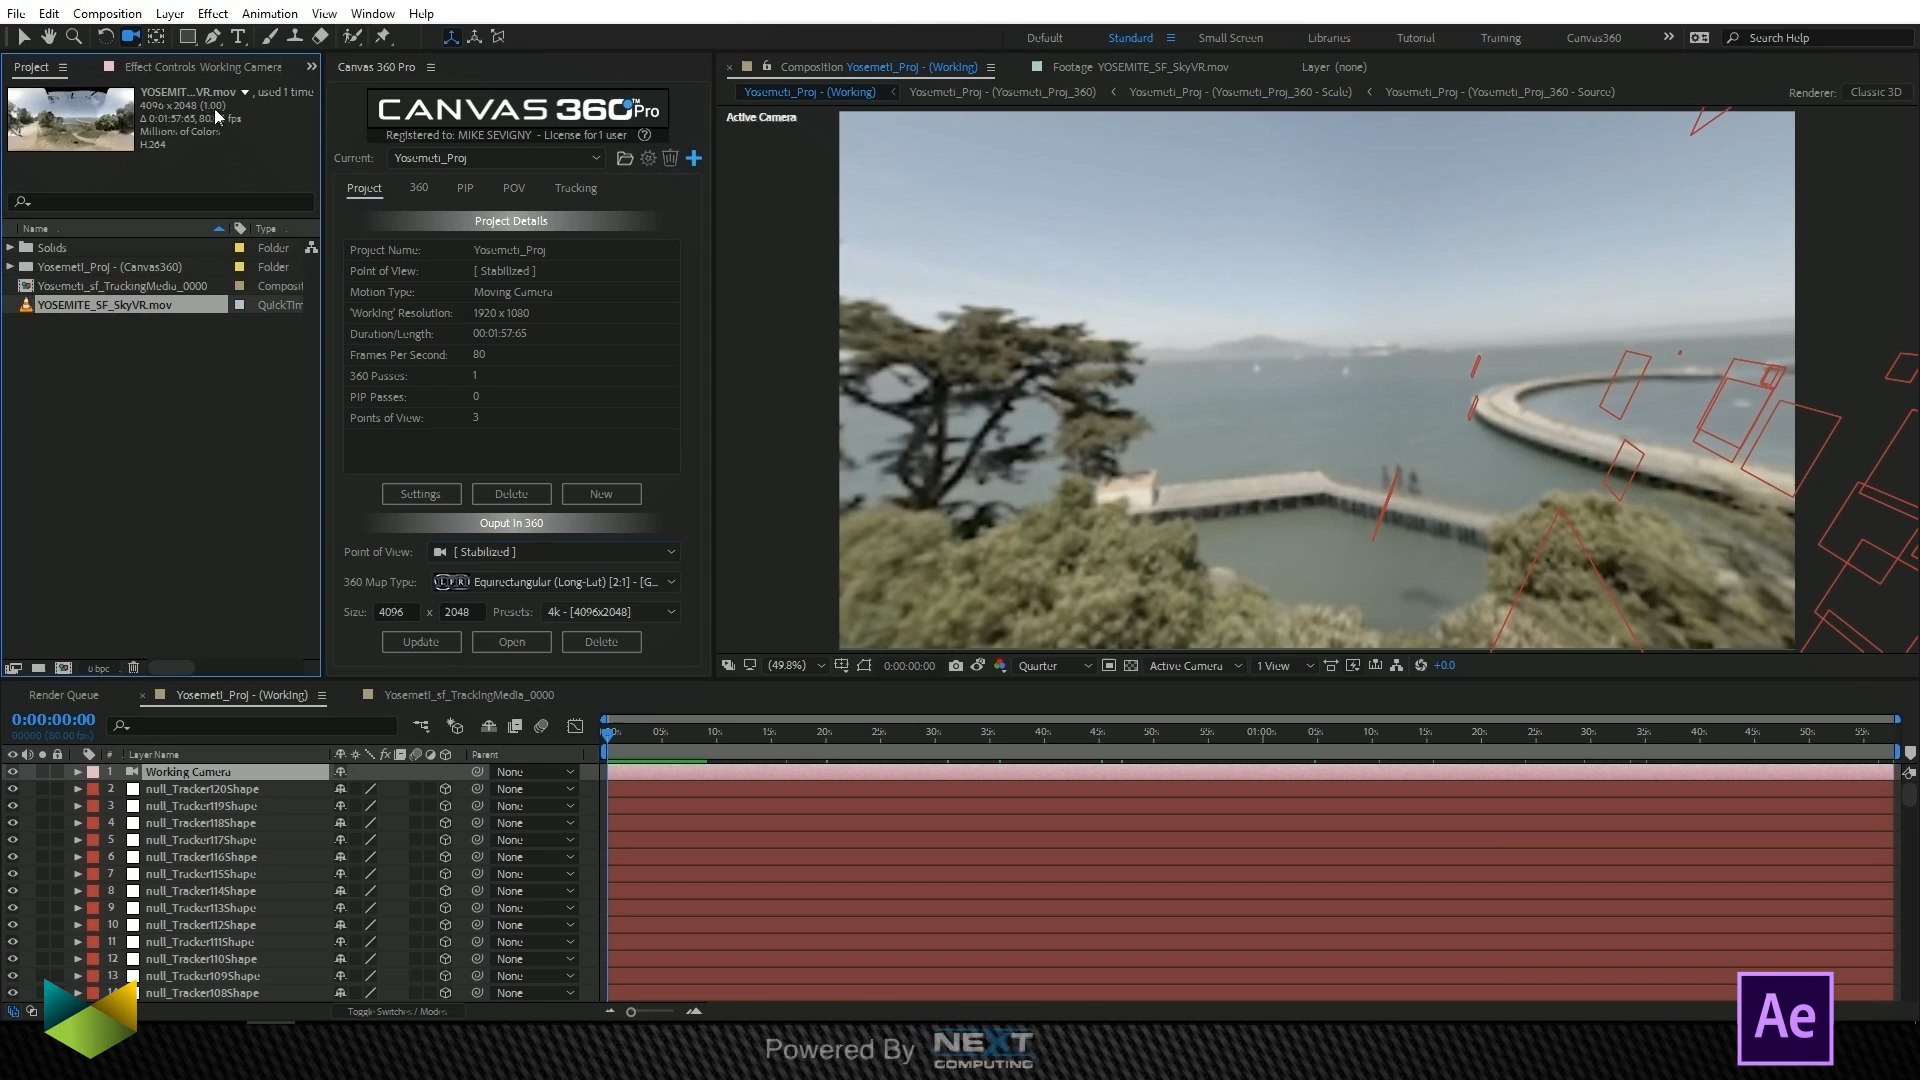 File Edit Composition Layer Effect Animation View Window Help
Default Standard Small Screen Libraries Tutorial Training Canvas360 Search Help
Project Effect Controls Working Camera
YOSEMIT...VR.mov , used 1 time
4096 x 2048 (1.00)
Δ 0:01:57:65, fps
Millions of Colors
H.264
Name Type
Solids Folder
Yosemeti_Proj - (Canvas360) Folder
Yosemeti_sf_TrackingMedia_0000 Composit
YOSEMITE_SF_SkyVR.mov QuickTim
8 bpc
Canvas 360 Pro
CANVAS 360 Pro ™
Registered to: MIKE SEVIGNY - License for 1 user
Current: Yosemeti_Proj
Project 360 PIP POV Tracking
Project Details
Project Name: Yosemeti_Proj
Point of View: [ Stabilized ]
Motion Type: Moving Camera
'Working' Resolution: 1920 x 1080
Duration/Length: 00:01:57:65
Frames Per Second: 80
360 Passes: 1
PIP Passes: 0
Points of View: 3
Settings Delete New
Ouput In 360
Point of View: [ Stabilized ]
360 Map Type: Equirectangular (Long-Lat) [2:1] - [G...
Size: 4096 x 2048 Presets: 4k - [4096x2048]
Update Open Delete
Composition Yosemeti_Proj - (Working) Footage YOSEMITE_SF_SkyVR.mov Layer (none)
Yosemeti_Proj - (Working) Yosemeti_Proj - (Yosemeti_Proj_360) Yosemeti_Proj - (Yosemeti_Proj_360 - Scale) Yosemeti_Proj - (Yosemeti_Proj_360 - Source) Renderer: Classic 3D
Active Camera
(49.8%) 0:00:00:00 Quarter Active Camera 1 View +0.0
Render Queue Yosemeti_Proj - (Working) Yosemeti_sf_TrackingMedia_0000
0:00:00:00
00000 (80.00 fps)
05s 10s 15s 20s 25s 30s 35s 40s 45s 50s 55s 01:00s 05s 10s 15s 20s 25s 30s 35s 40s 45s 50s 55s
# Layer Name fx Parent
1 Working Camera None
2 null_Tracker120Shape None
3 null_Tracker119Shape None
4 null_Tracker118Shape None
5 null_Tracker117Shape None
6 null_Tracker116Shape None
7 null_Tracker115Shape None
8 null_Tracker114Shape None
9 null_Tracker113Shape None
10 null_Tracker112Shape None
11 null_Tracker111Shape None
12 null_Tracker110Shape None
13 null_Tracker109Shape None
null_Tracker108Shape None
Toggle Switches / Modes
Powered By NEXT COMPUTING
Ae